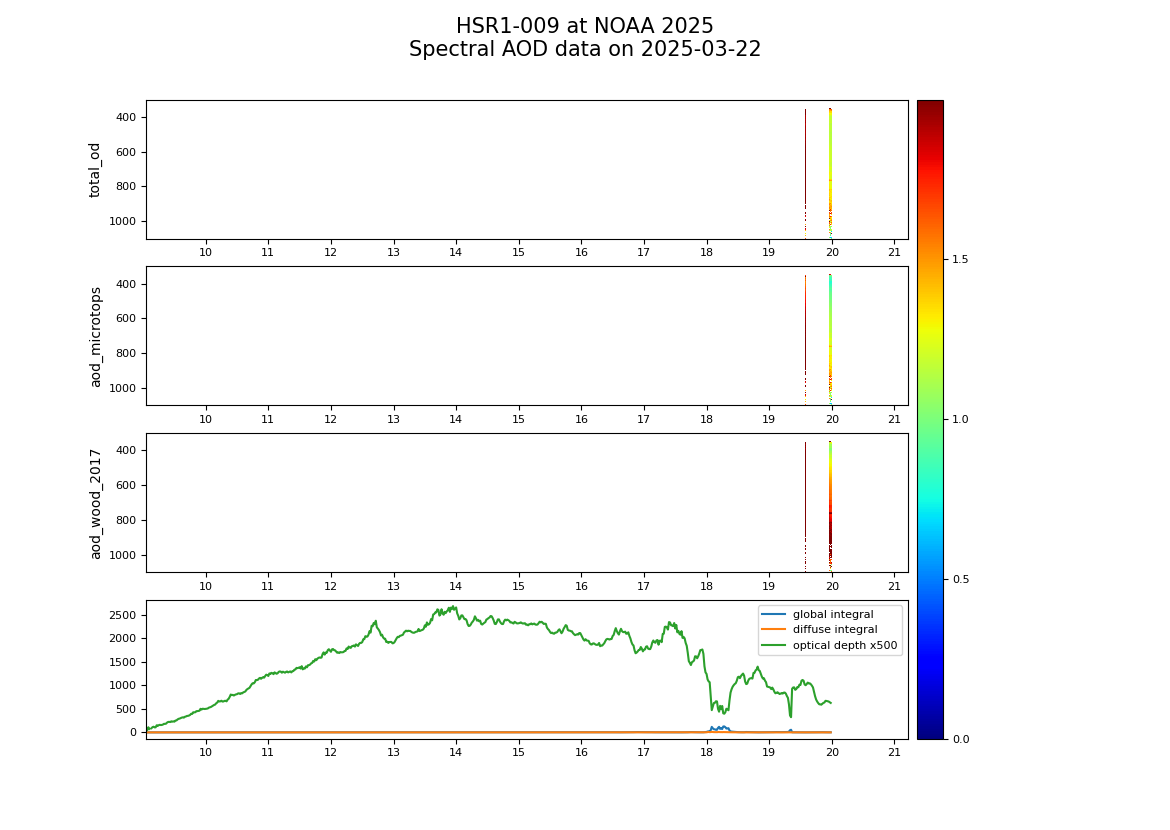 HSR1-009 at NOAA 2025
Spectral AOD data on 2025-03-22
total_od
400
600
800
1000
10 11 12 13 14 15 16 17 18 19 20 21
aod_microtops
400
600
800
1000
10 11 12 13 14 15 16 17 18 19 20 21
aod_wood_2017
400
600
800
1000
10 11 12 13 14 15 16 17 18 19 20 21
2500
2000
1500
1000
500
0
global integral
diffuse integral
optical depth x500
10 11 12 13 14 15 16 17 18 19 20 21
1.5
1.0
0.5
0.0